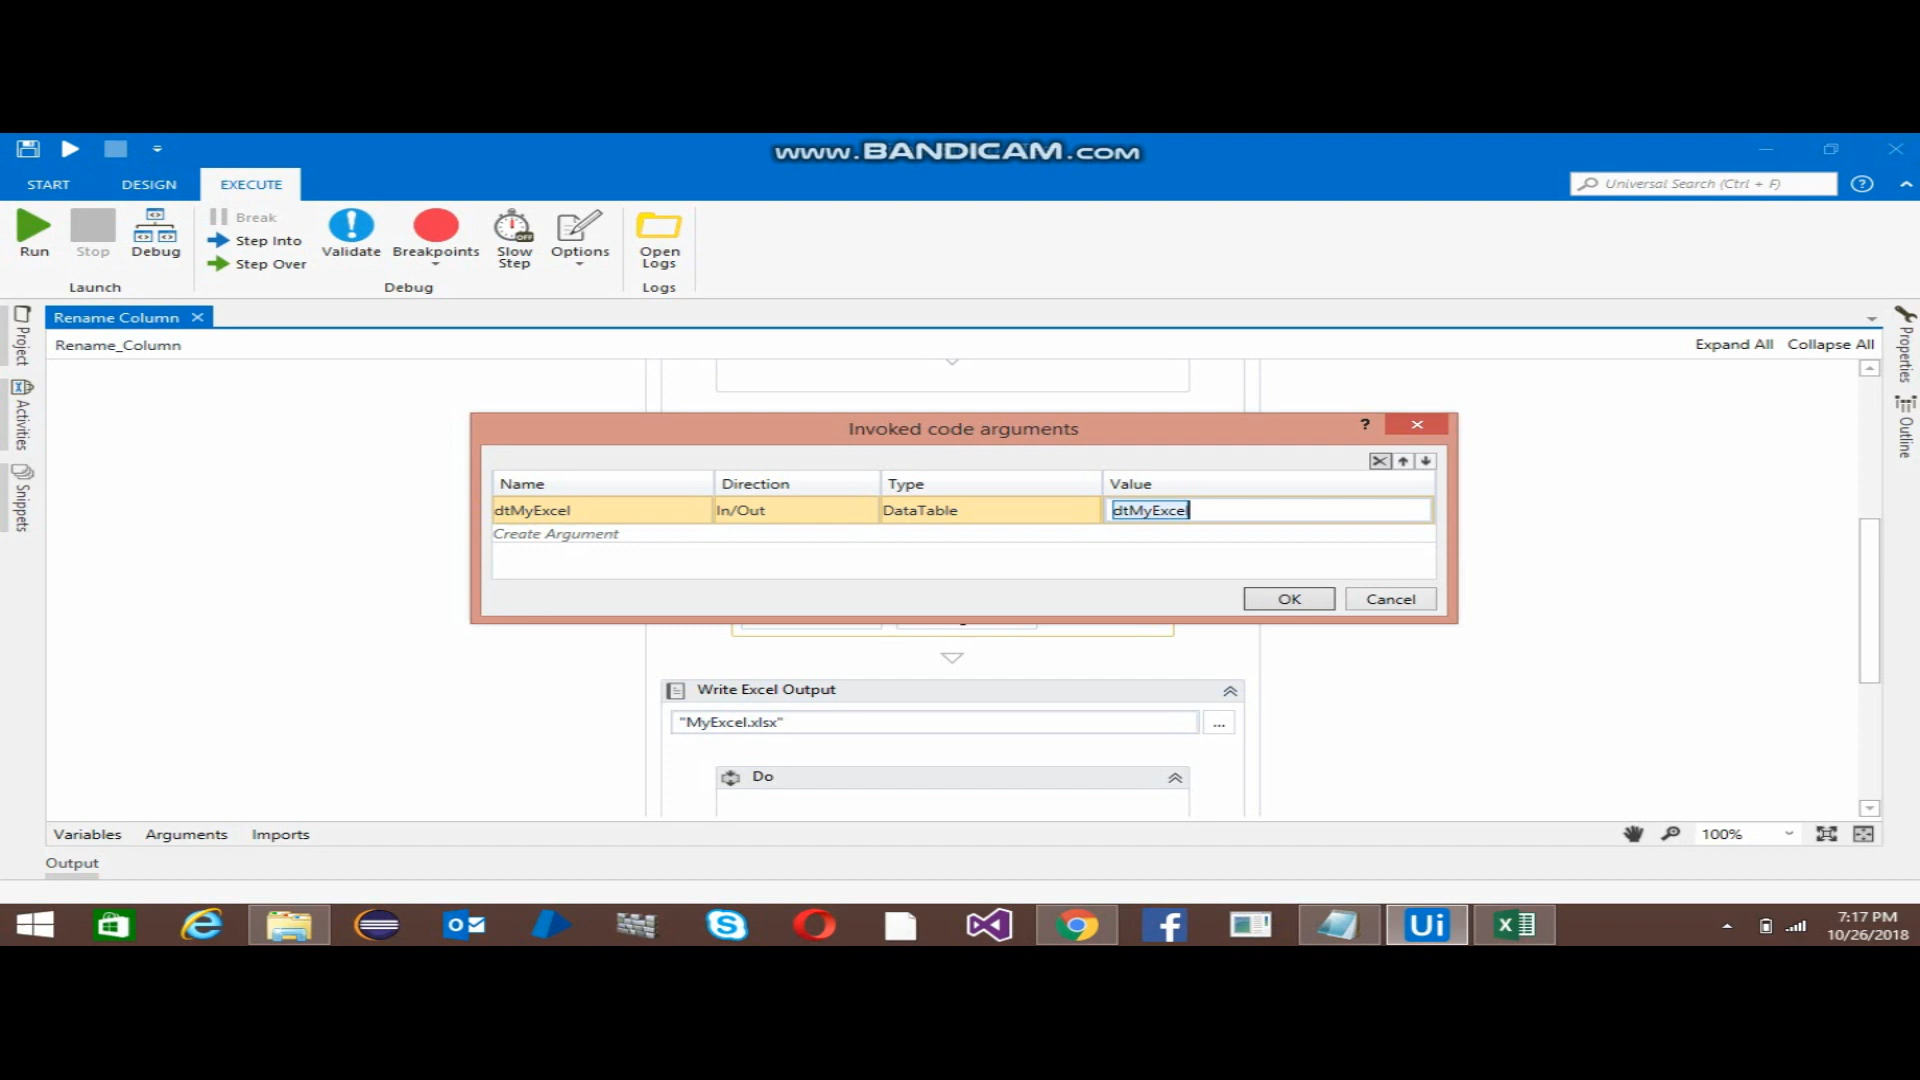 www.BANDICAM.com
START DESIGN EXECUTE
Universal Search (Ctrl + F)
?
Run
Stop
Debug
Break
Step Into
Step Over
Validate
Breakpoints
Slow
Step
OFF
Options
Open
Logs
Launch
Debug
Logs
Project
Activities
Snippets
Rename Column
Rename_Column
Expand All Collapse All
Properties
Outline
Invoked code arguments
?
Name Direction Type Value
dtMyExcel In/Out DataTable dtMyExcel
Create Argument
OK Cancel
Write Excel Output
"MyExcel.xlsx"
...
Do
Variables Arguments Imports
100%
Output
Ui
7:17 PM
10/26/2018